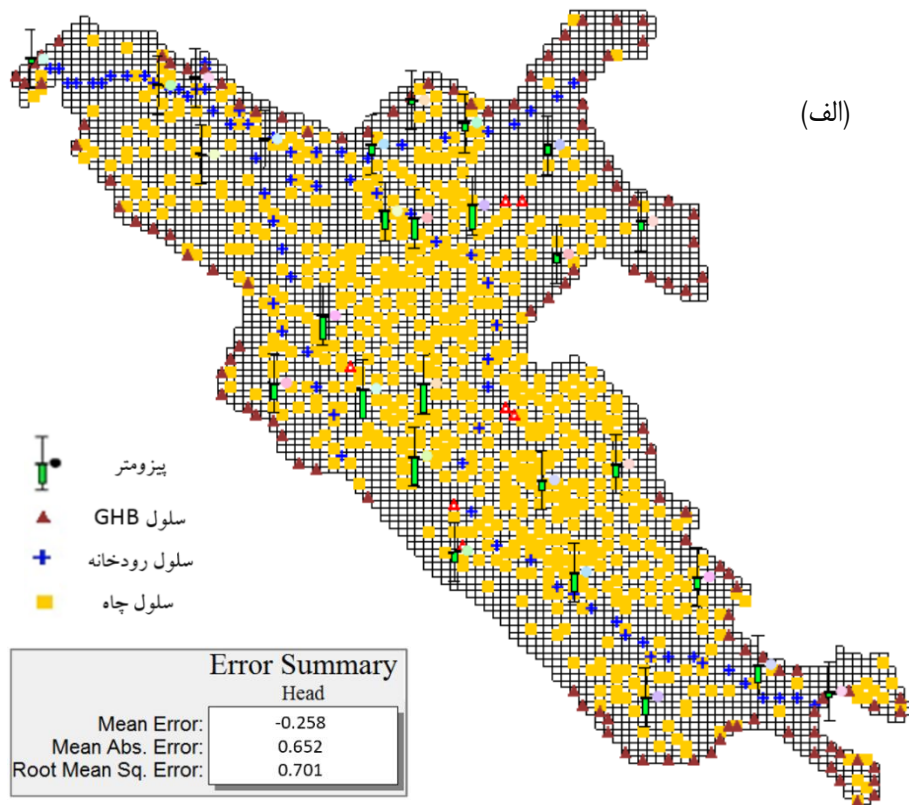 (الف)
پیزومتر
سلول GHB
سلول رودخانه
سلول چاه
Error Summary
Head
Mean Error: -0.258
Mean Abs. Error: 0.652
Root Mean Sq. Error: 0.701